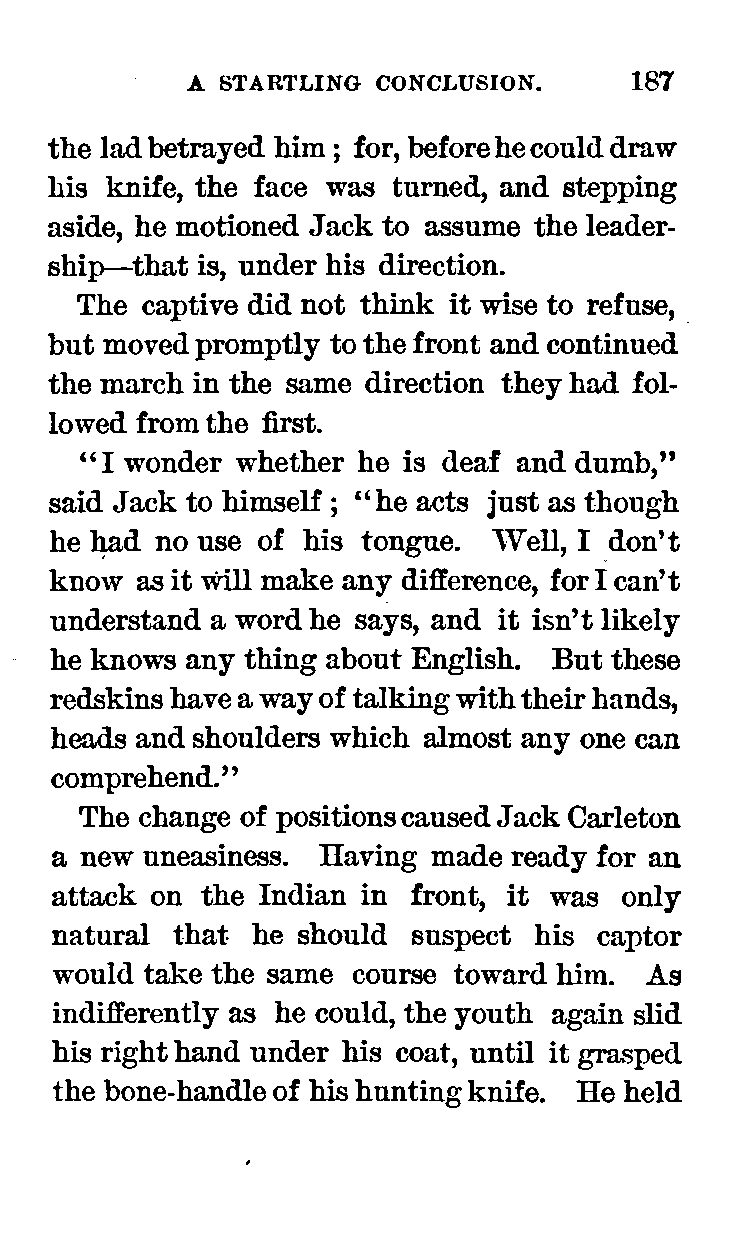 A STARTLING CONCLUSION. 187
the lad betrayed him; for, before he could draw
his knife, the face was turned, and stepping
aside, he motioned Jack to assume the leader-
ship—that is, under his direction.
The captive did not think it wise to refuse,
but moved promptly to the front and continued
the march in the same direction they had fol-
lowed from the first.
“I wonder whether he is deaf and dumb,”
said Jack to himself; “he acts just as though
he had no use of his tongue. Well, I don’t
know as it will make any difference, for I can’t
understand a word he says, and it isn’t likely
he knows any thing about English. But these
redskins have a way of talking with their hands,
heads and shoulders which almost any one can
comprehend.”
The change of positions caused Jack Carleton
a new uneasiness. Having made ready for an
attack on the Indian in front, it was only
natural that he should suspect his captor
would take the same course toward him. As
indifferently as he could, the youth again slid
his right hand under his coat, until it grasped
the bone-handle of his hunting knife. He held